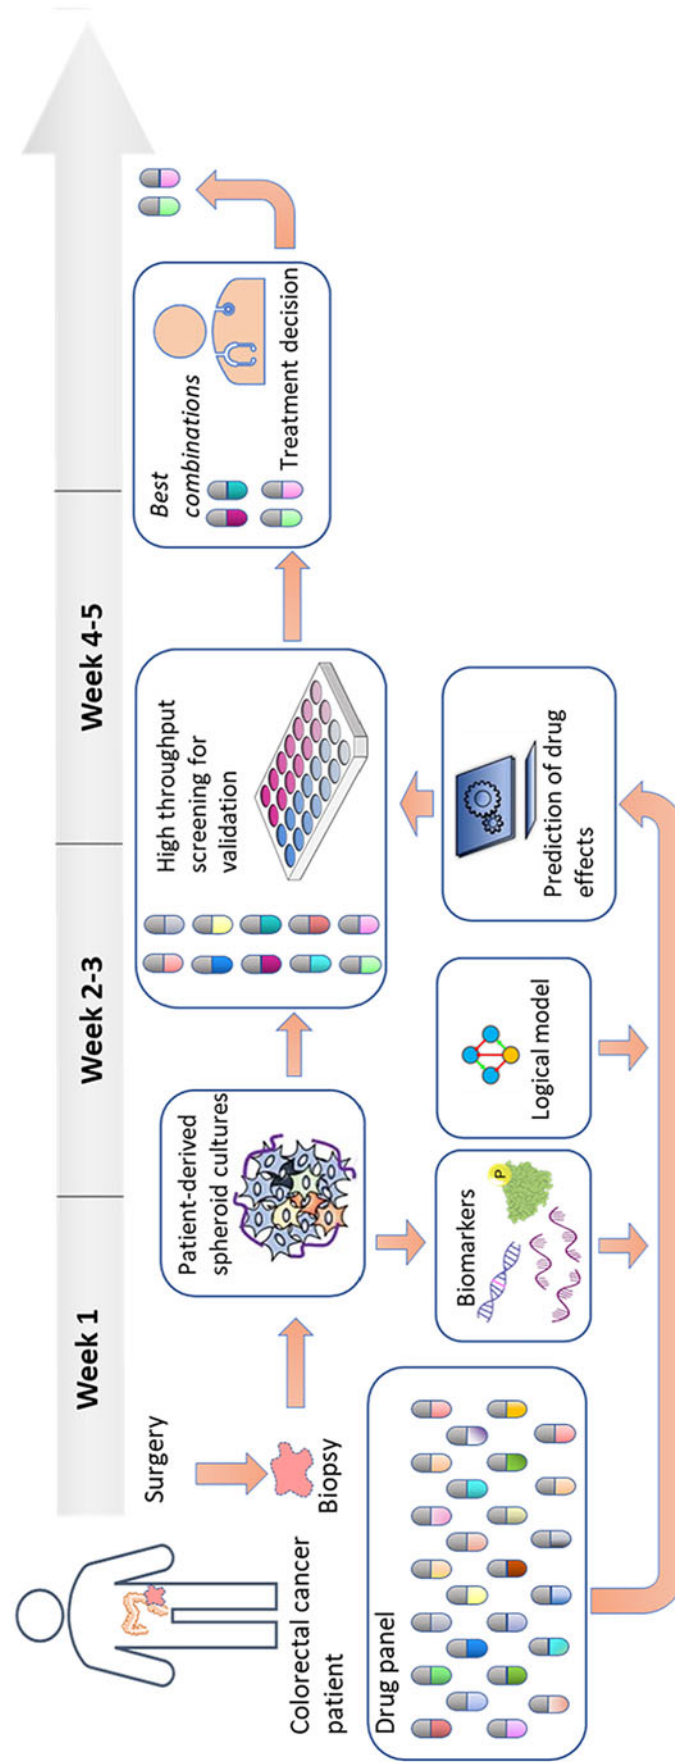 Week 1
Week 2-3
Week 4-5
Surgery
Biopsy
Colorectal cancer
patient
Patient-derived
spheroid cultures
High throughput
screening for
validation
Best
combinations
Treatment decision
Drug panel
Biomarkers
P
Logical model
Prediction of drug
effects